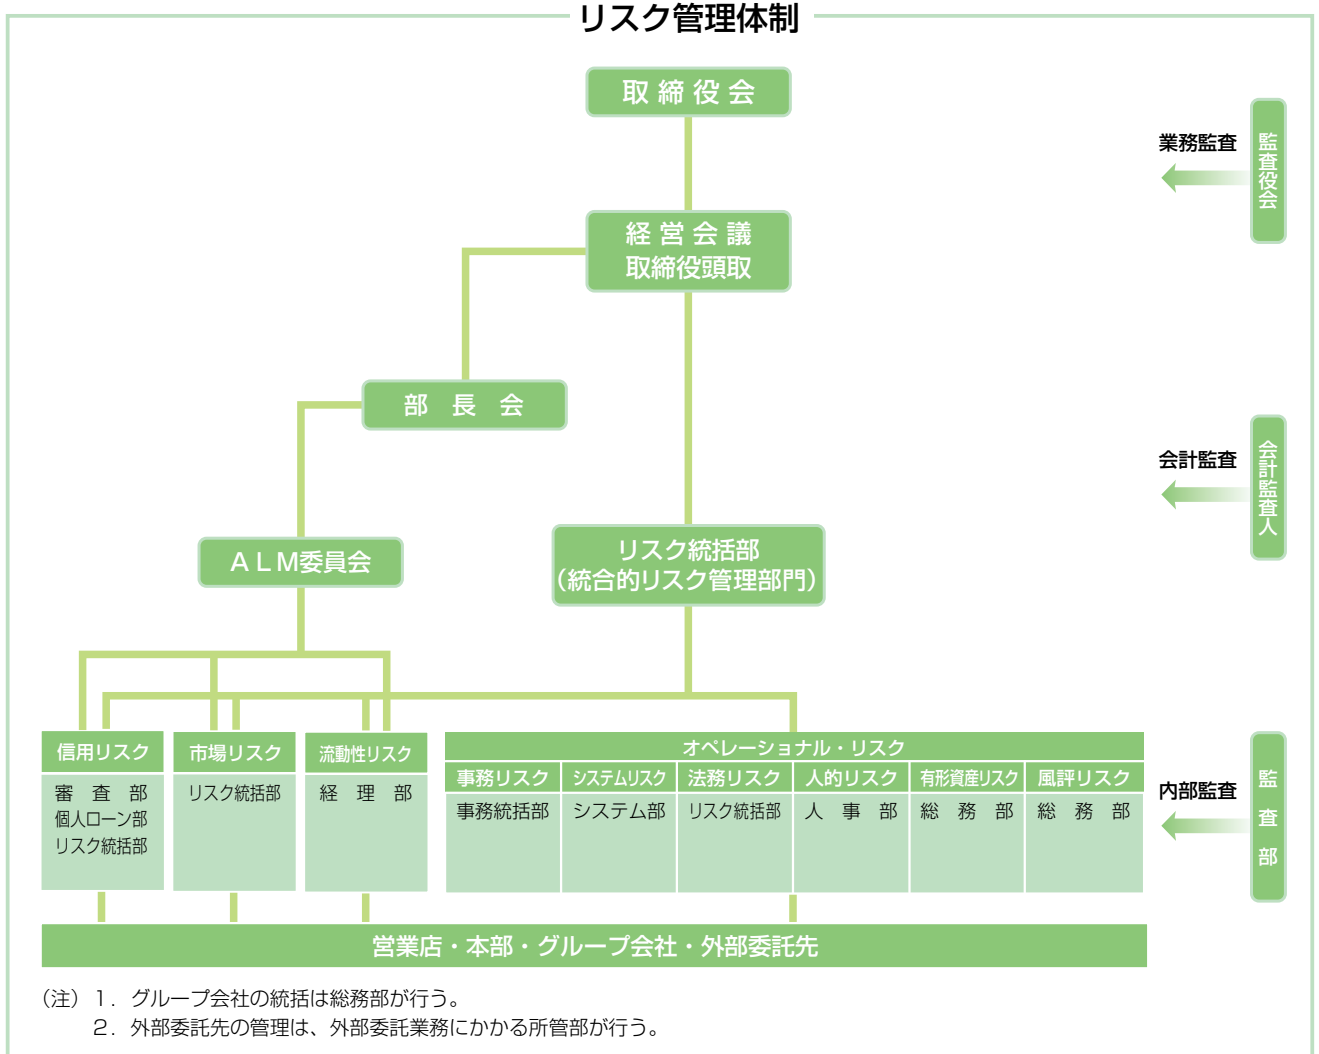 リスク管理体制
取締役会
業務監査
監査役会
経営会議
取締役頭取
部長会
会計監査
会計監査人
ALM委員会
リスク統括部
(統合的リスク管理部門)
信用リスク
審査部
個人ローン部
リスク統括部
市場リスク
リスク統括部
流動性リスク
経理部
オペレーショナル・リスク
事務リスク
事務統括部
システムリスク
システム部
法務リスク
リスク統括部
人的リスク
人事部
有形資産リスク
総務部
風評リスク
総務部
内部監査
監査部
営業店・本部・グループ会社・外部委託先
(注)1.グループ会社の統括は総務部が行う。
2.外部委託先の管理は、外部委託業務にかかる所管部が行う。